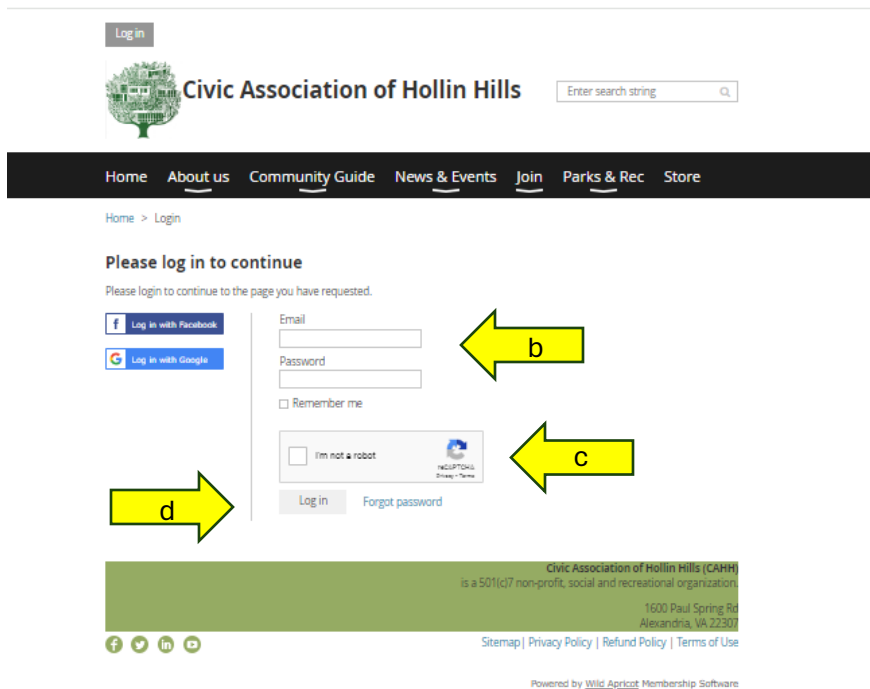 Log in
Civic Association of Hollin Hills
Enter search string
Home About us Community Guide News & Events Join Parks & Rec Store
Home > Login
Please log in to continue
Please login to continue to the page you have requested.
f Log in with Facebook
G Log in with Google
Email
b
Password
Remember me
I'm not a robot
reCAPTCHA
Privacy - Terms
c
d
Log in Forgot password
Civic Association of Hollin Hills (CAHH)
is a 501(c)7 non-profit, social and recreational organization.
1600 Paul Spring Rd
Alexandria, VA 22307
Sitemap | Privacy Policy | Refund Policy | Terms of Use
Powered by Wild Apricot Membership Software